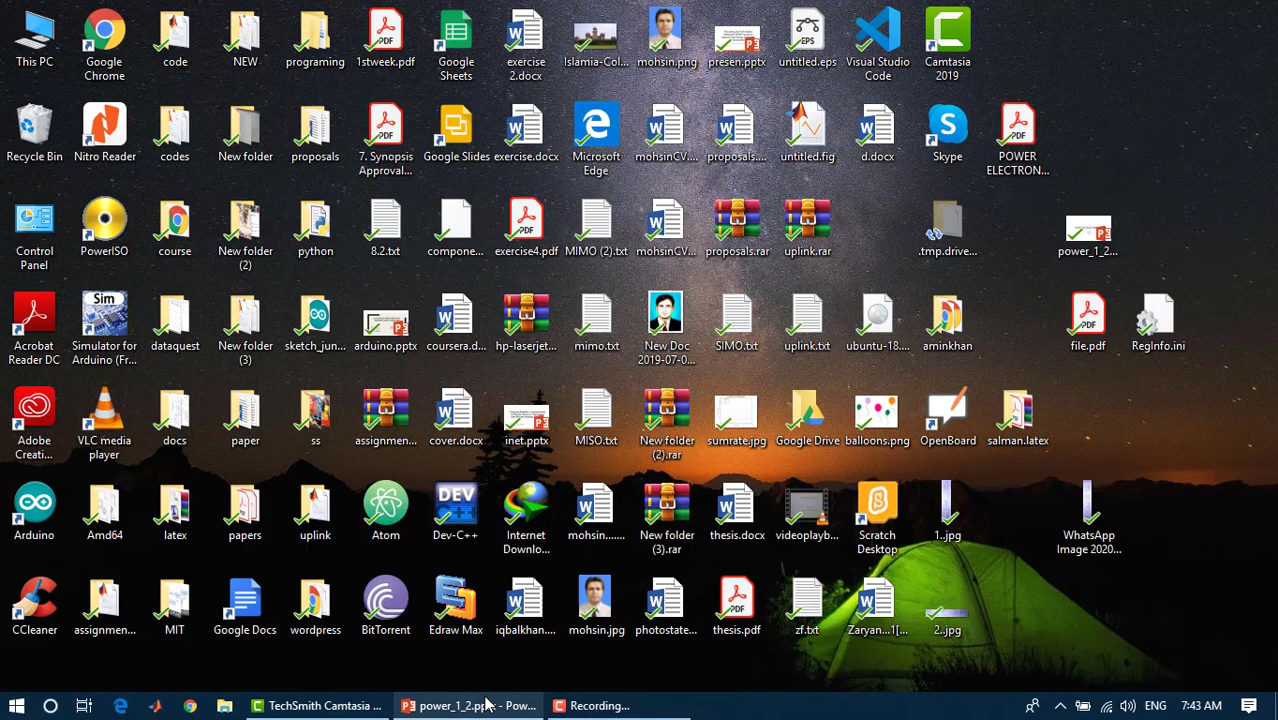 This PC
Google Chrome
code
NEW
programing
1stweek.pdf
Google Sheets
exercise 2.docx
Islamia-Col...
mohsin.png
presen.pptx
untitled.eps
Visual Studio Code
Camtasia 2019
Recycle Bin
Nitro Reader
codes
New folder
proposals
7. Synopsis Approval...
Google Slides
exercise.docx
Microsoft Edge
mohsinCV....
proposals....
untitled.fig
d.docx
Skype
POWER ELECTRON...
Control Panel
PowerISO
course
New folder (2)
python
8.2.txt
compone...
exercise4.pdf
MIMO (2).txt
mohsinCV....
proposals.rar
uplink.rar
.tmp.drive...
power_1_2...
Acrobat Reader DC
Simulator for Arduino (Fr...
dataquest
New folder (3)
sketch_jun...
arduino.pptx
coursera.d...
hp-laserjet...
mimo.txt
New Doc 2019-07-0...
SIMO.txt
uplink.txt
ubuntu-18....
aminkhan
file.pdf
RegInfo.ini
Adobe Creati...
VLC media player
docs
paper
ss
assignmen...
cover.docx
inet.pptx
MISO.txt
New folder (2).rar
sumrate.jpg
Google Drive
balloons.png
OpenBoard
salman.latex
Arduino
Amd64
latex
papers
uplink
Atom
Dev-C++
Internet Downlo...
mohsin.......
New folder (3).rar
thesis.docx
videoplayb...
Scratch Desktop
1..jpg
WhatsApp Image 2020...
CCleaner
assignmen...
MIT
Google Docs
wordpress
BitTorrent
Edraw Max
iqbalkhan....
mohsin.jpg
photostate...
thesis.pdf
zf.txt
Zaryan...1[...
2..jpg
TechSmith Camtasia ...
power_1_2.pptx - Pow...
Recording...
ENG
7:43 AM